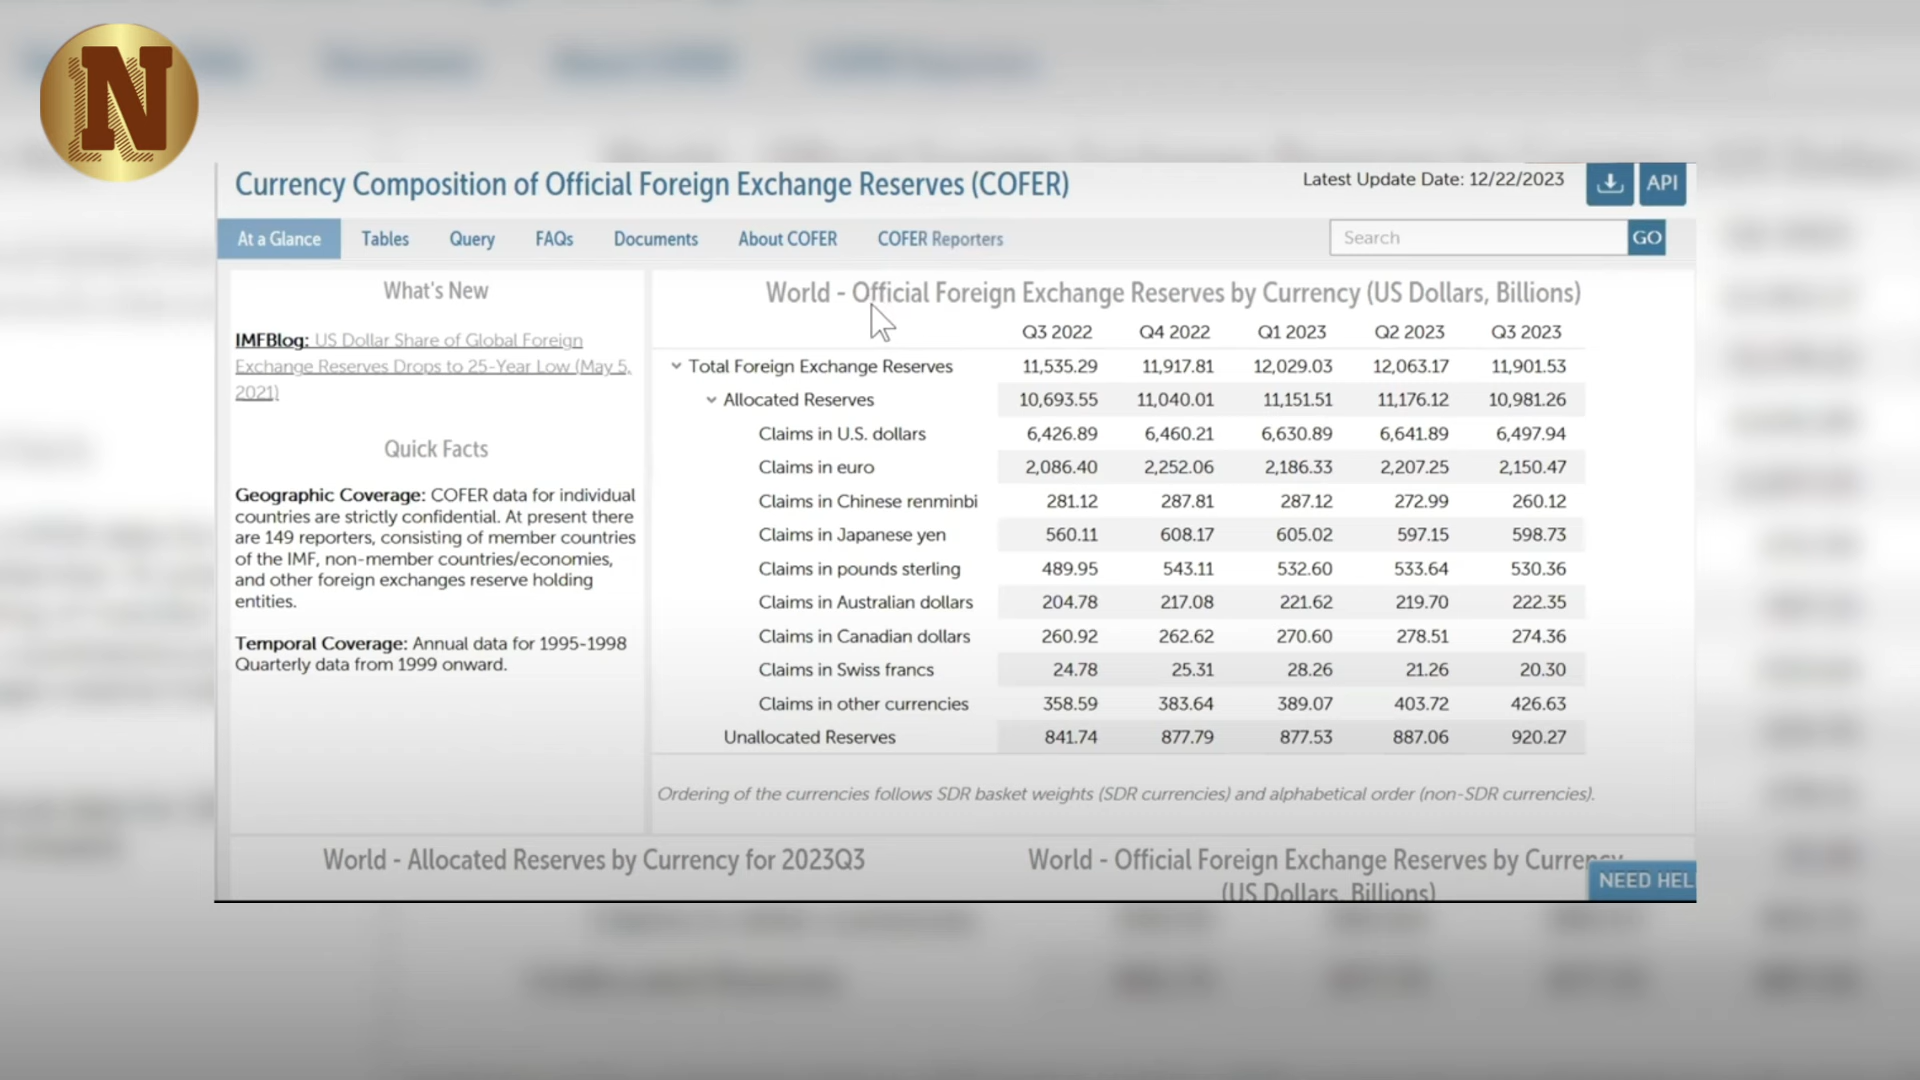 N
Currency Composition of Official Foreign Exchange Reserves (COFER)
Latest Update Date: 12/22/2023
API
At a Glance Tables Query FAQs Documents About COFER COFER Reporters
Search GO
What's New
IMFBlog: US Dollar Share of Global Foreign
Exchange Reserves Drops to 25-Year Low (May 5,
2021)
Quick Facts
Geographic Coverage: COFER data for individual
countries are strictly confidential. At present there
are 149 reporters, consisting of member countries
of the IMF, non-member countries/economies,
and other foreign exchanges reserve holding
entities.
Temporal Coverage: Annual data for 1995-1998
Quarterly data from 1999 onward.
World - Official Foreign Exchange Reserves by Currency (US Dollars, Billions)
Q3 2022 Q4 2022 Q1 2023 Q2 2023 Q3 2023
Total Foreign Exchange Reserves 11,535.29 11,917.81 12,029.03 12,063.17 11,901.53
Allocated Reserves 10,693.55 11,040.01 11,151.51 11,176.12 10,981.26
Claims in U.S. dollars 6,426.89 6,460.21 6,630.89 6,641.89 6,497.94
Claims in euro 2,086.40 2,252.06 2,186.33 2,207.25 2,150.47
Claims in Chinese renminbi 281.12 287.81 287.12 272.99 260.12
Claims in Japanese yen 560.11 608.17 605.02 597.15 598.73
Claims in pounds sterling 489.95 543.11 532.60 533.64 530.36
Claims in Australian dollars 204.78 217.08 221.62 219.70 222.35
Claims in Canadian dollars 260.92 262.62 270.60 278.51 274.36
Claims in Swiss francs 24.78 25.31 28.26 21.26 20.30
Claims in other currencies 358.59 383.64 389.07 403.72 426.63
Unallocated Reserves 841.74 877.79 877.53 887.06 920.27
Ordering of the currencies follows SDR basket weights (SDR currencies) and alphabetical order (non-SDR currencies).
World - Allocated Reserves by Currency for 2023Q3
World - Official Foreign Exchange Reserves by Currency
(US Dollars, Billions)
NEED HEL